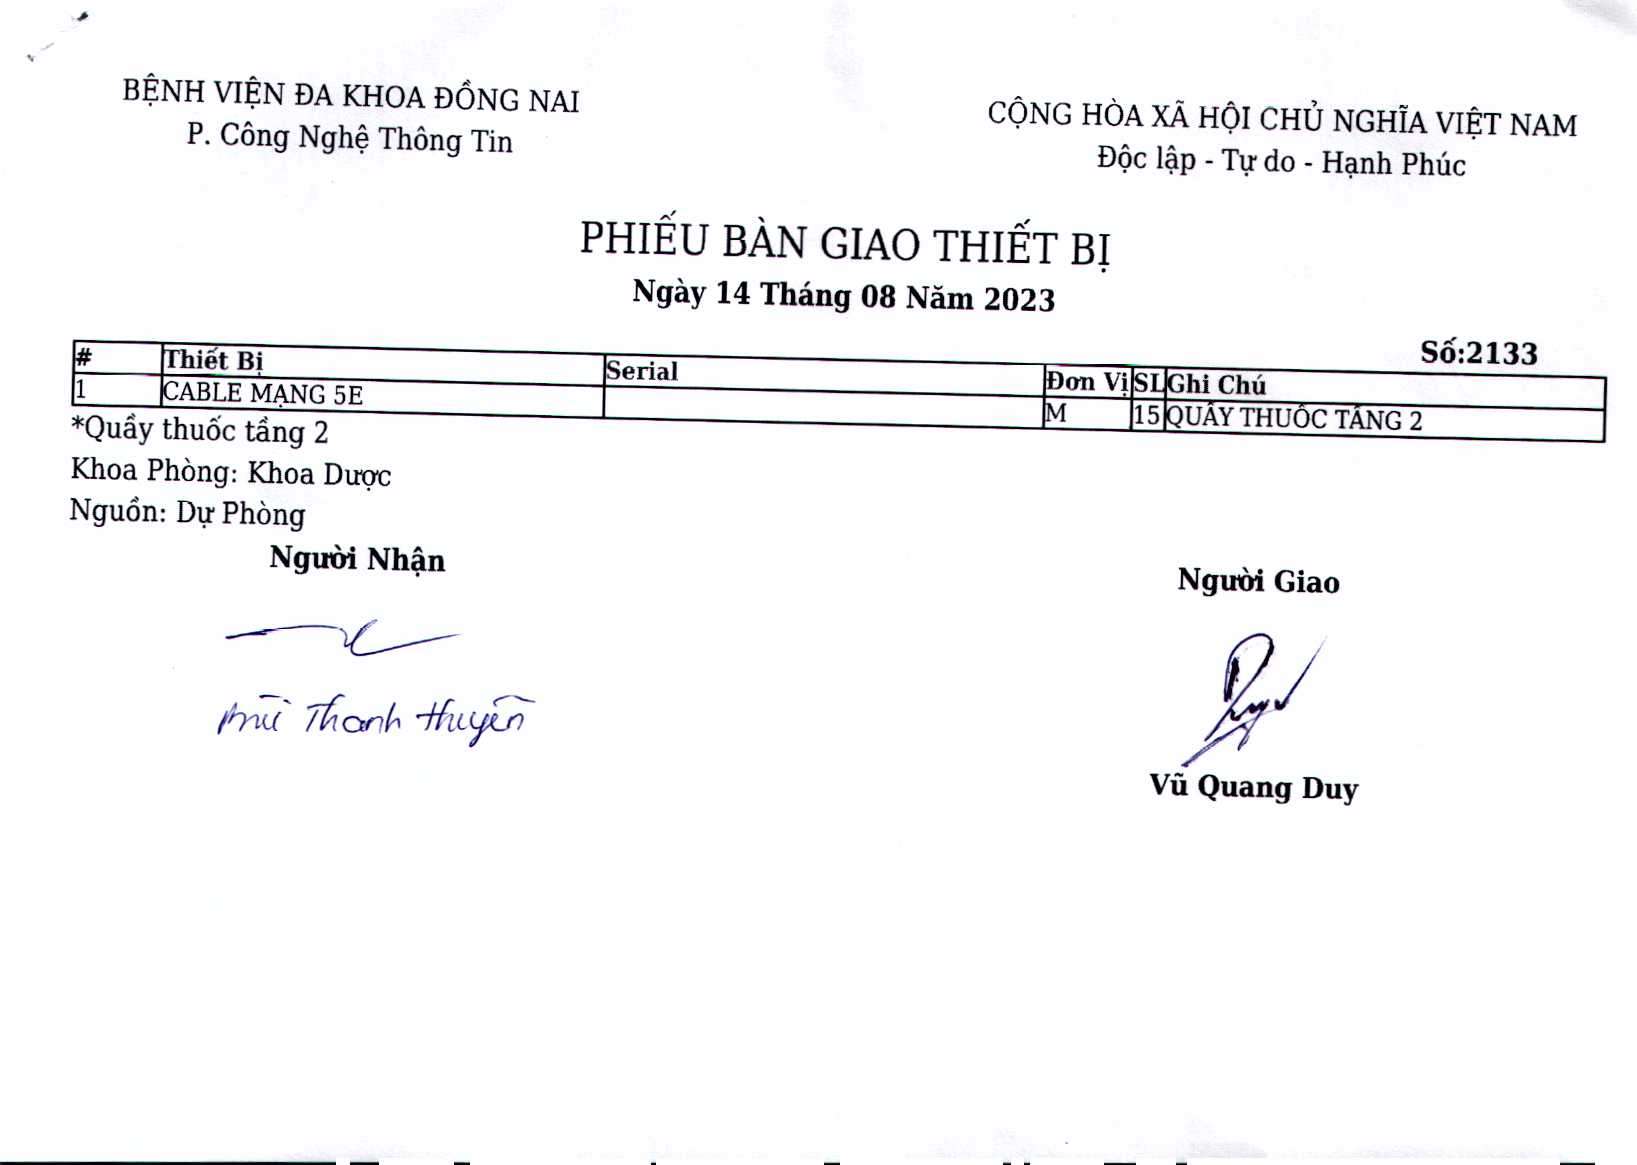 BỆNH VIỆN ĐA KHOA ĐỒNG NAI
P. Công Nghệ Thông Tin
CỘNG HÒA XÃ HỘI CHỦ NGHĨA VIỆT NAM
Độc lập - Tự do - Hạnh Phúc
PHIẾU BÀN GIAO THIẾT BỊ
Ngày 14 Tháng 08 Năm 2023
Số:2133
# Thiết Bị Serial Đơn Vị SL Ghi Chú
1 CABLE MẠNG 5E M 15 QUẦY THUỐC TẦNG 2
*Quầy thuốc tầng 2
Khoa Phòng: Khoa Dược
Nguồn: Dự Phòng
Người Nhận
Người Giao
Thanh Huyền
Vũ Quang Duy